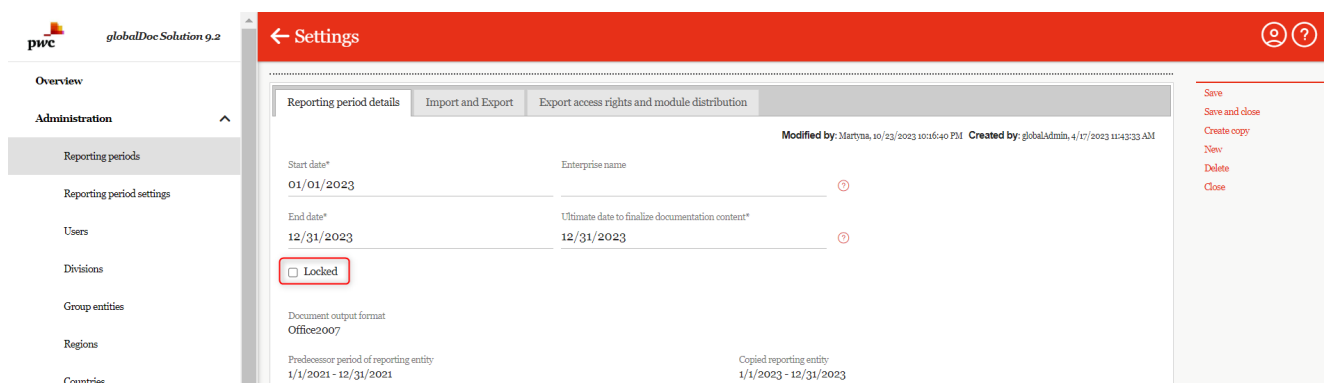 pwc
globalDoc Solution 9.2
Overview
Administration
Reporting periods
Reporting period settings
Users
Divisions
Group entities
Regions
Countries
Settings
Reporting period details
Import and Export
Export access rights and module distribution
Modified by: Martyna, 10/23/2023 10:16:40 PM Created by: globalAdmin, 4/17/2023 11:43:33 AM
Start date*
Enterprise name
01/01/2023
End date*
Ultimate date to finalize documentation content*
12/31/2023
12/31/2023
Locked
Document output format
Office2007
Predecessor period of reporting entity
Copied reporting entity
1/1/2021 - 12/31/2021
1/1/2023 - 12/31/2023
Save
Save and close
Create copy
New
Delete
Close